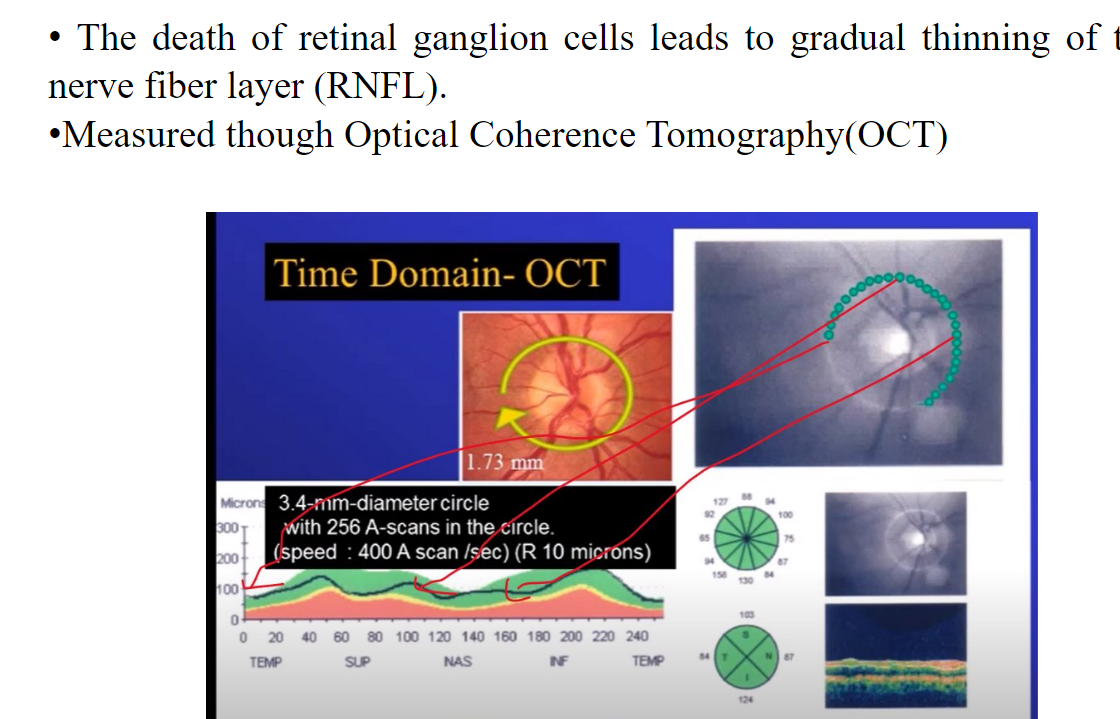 • The death of retinal ganglion cells leads to gradual thinning of
nerve fiber layer (RNFL).
•Measured though Optical Coherence Tomography(OCT)
Time Domain- OCT
1.73 mm
Microns
3.4-mm-diameter circle
with 256 A-scans in the circle.
(speed : 400 A scan /sec) (R 10 microns)
300
200
100
0
0 20 40 60 80 100 120 140 160 180 200 220 240
TEMP SUP NAS INF TEMP
127 88 94
92 100
65 75
94 87
158 130 84
103
S
84 T N 87
I
124